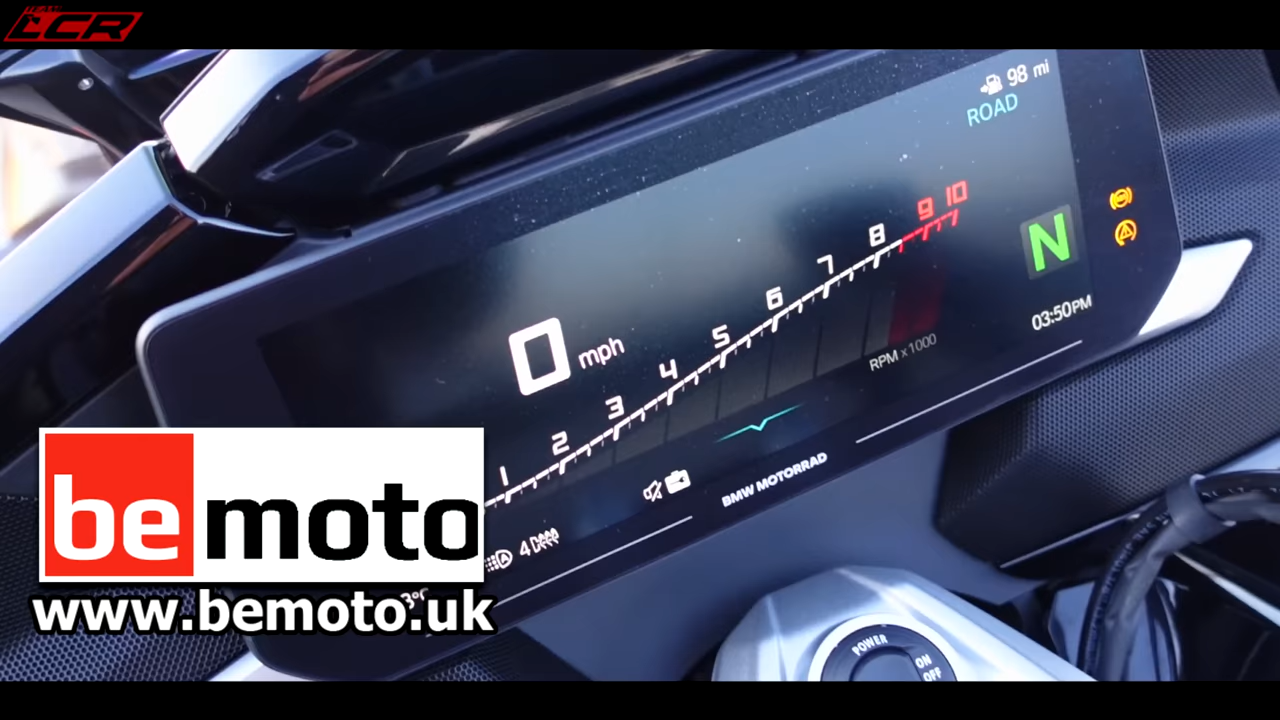 LCR
98 mi
ROAD
0 mph
1 2 3 4 5 6 7 8 9 10
N
03:50PM
RPM x 1000
BMW MOTORRAD
4
3°C
be moto
www.bemoto.uk
POWER
ON
OFF